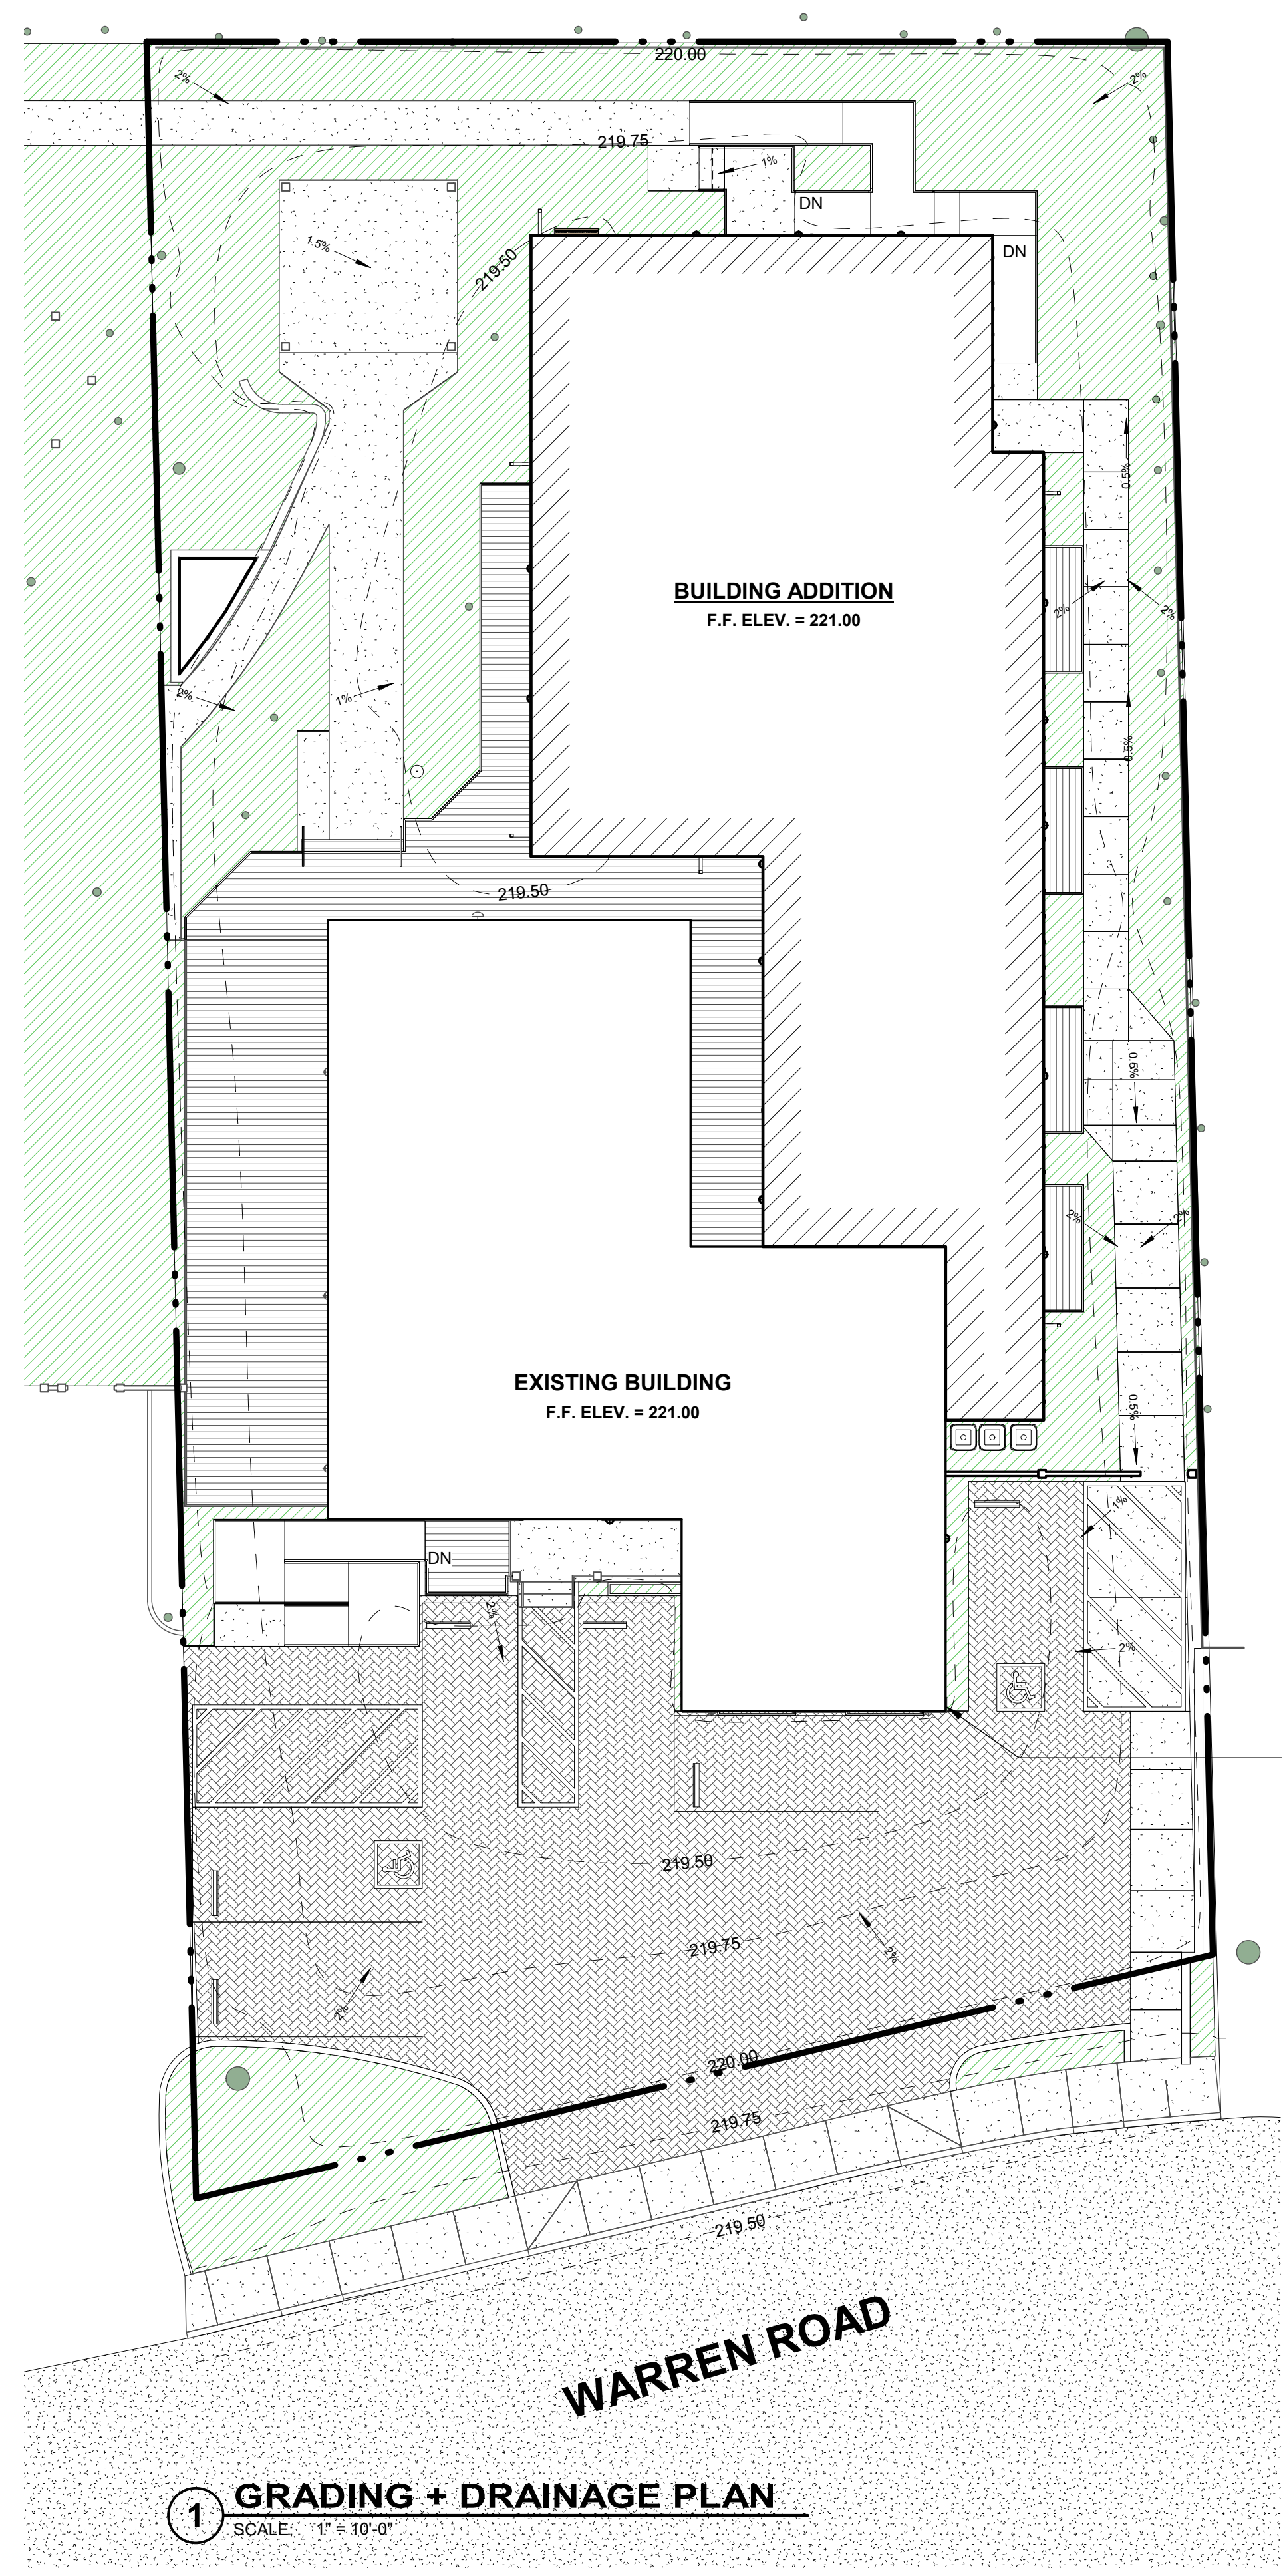 220.00
2%
2%
219.75
1%
DN
DN
1.5%
219.50
0.5%
BUILDING ADDITION
F.F. ELEV. = 221.00
2%
2%
2%
1%
0.5%
219.50
0.5%
2%
2%
EXISTING BUILDING
F.F. ELEV. = 221.00
0.5%
1%
DN
2%
2%
219.50
219.75
2%
2%
220.00
219.75
219.50
WARREN ROAD
1 GRADING + DRAINAGE PLAN
SCALE: 1" = 10'-0"